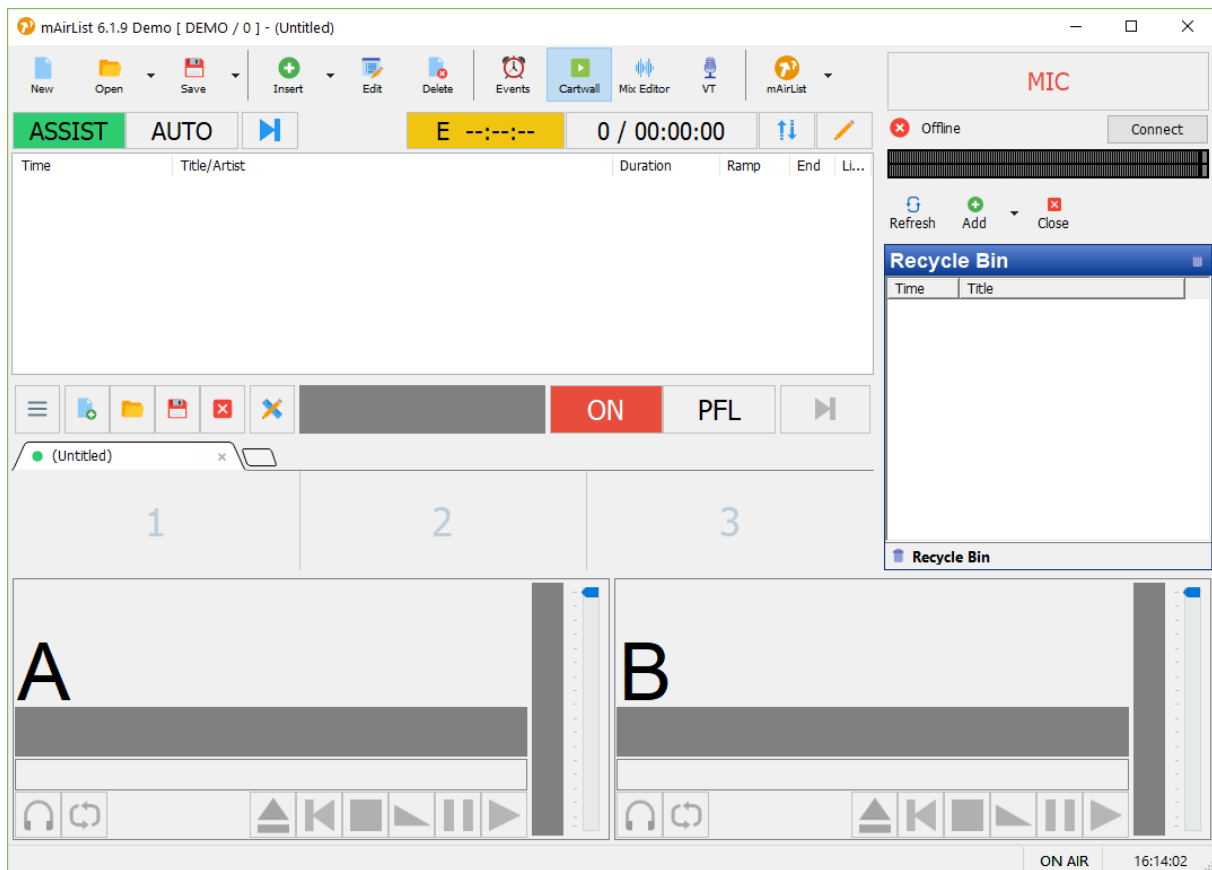 mAirList 6.1.9 Demo [ DEMO / 0 ] - (Untitled)
New Open Save Insert Edit Delete Events Cartwall Mix Editor VT mAirList
MIC
ASSIST AUTO E --:--:-- 0 / 00:00:00
Offline Connect
Time Title/Artist Duration Ramp End Li...
Refresh Add Close
Recycle Bin
Time Title
ON PFL
(Untitled)
1 2 3
Recycle Bin
A B
ON AIR 16:14:02